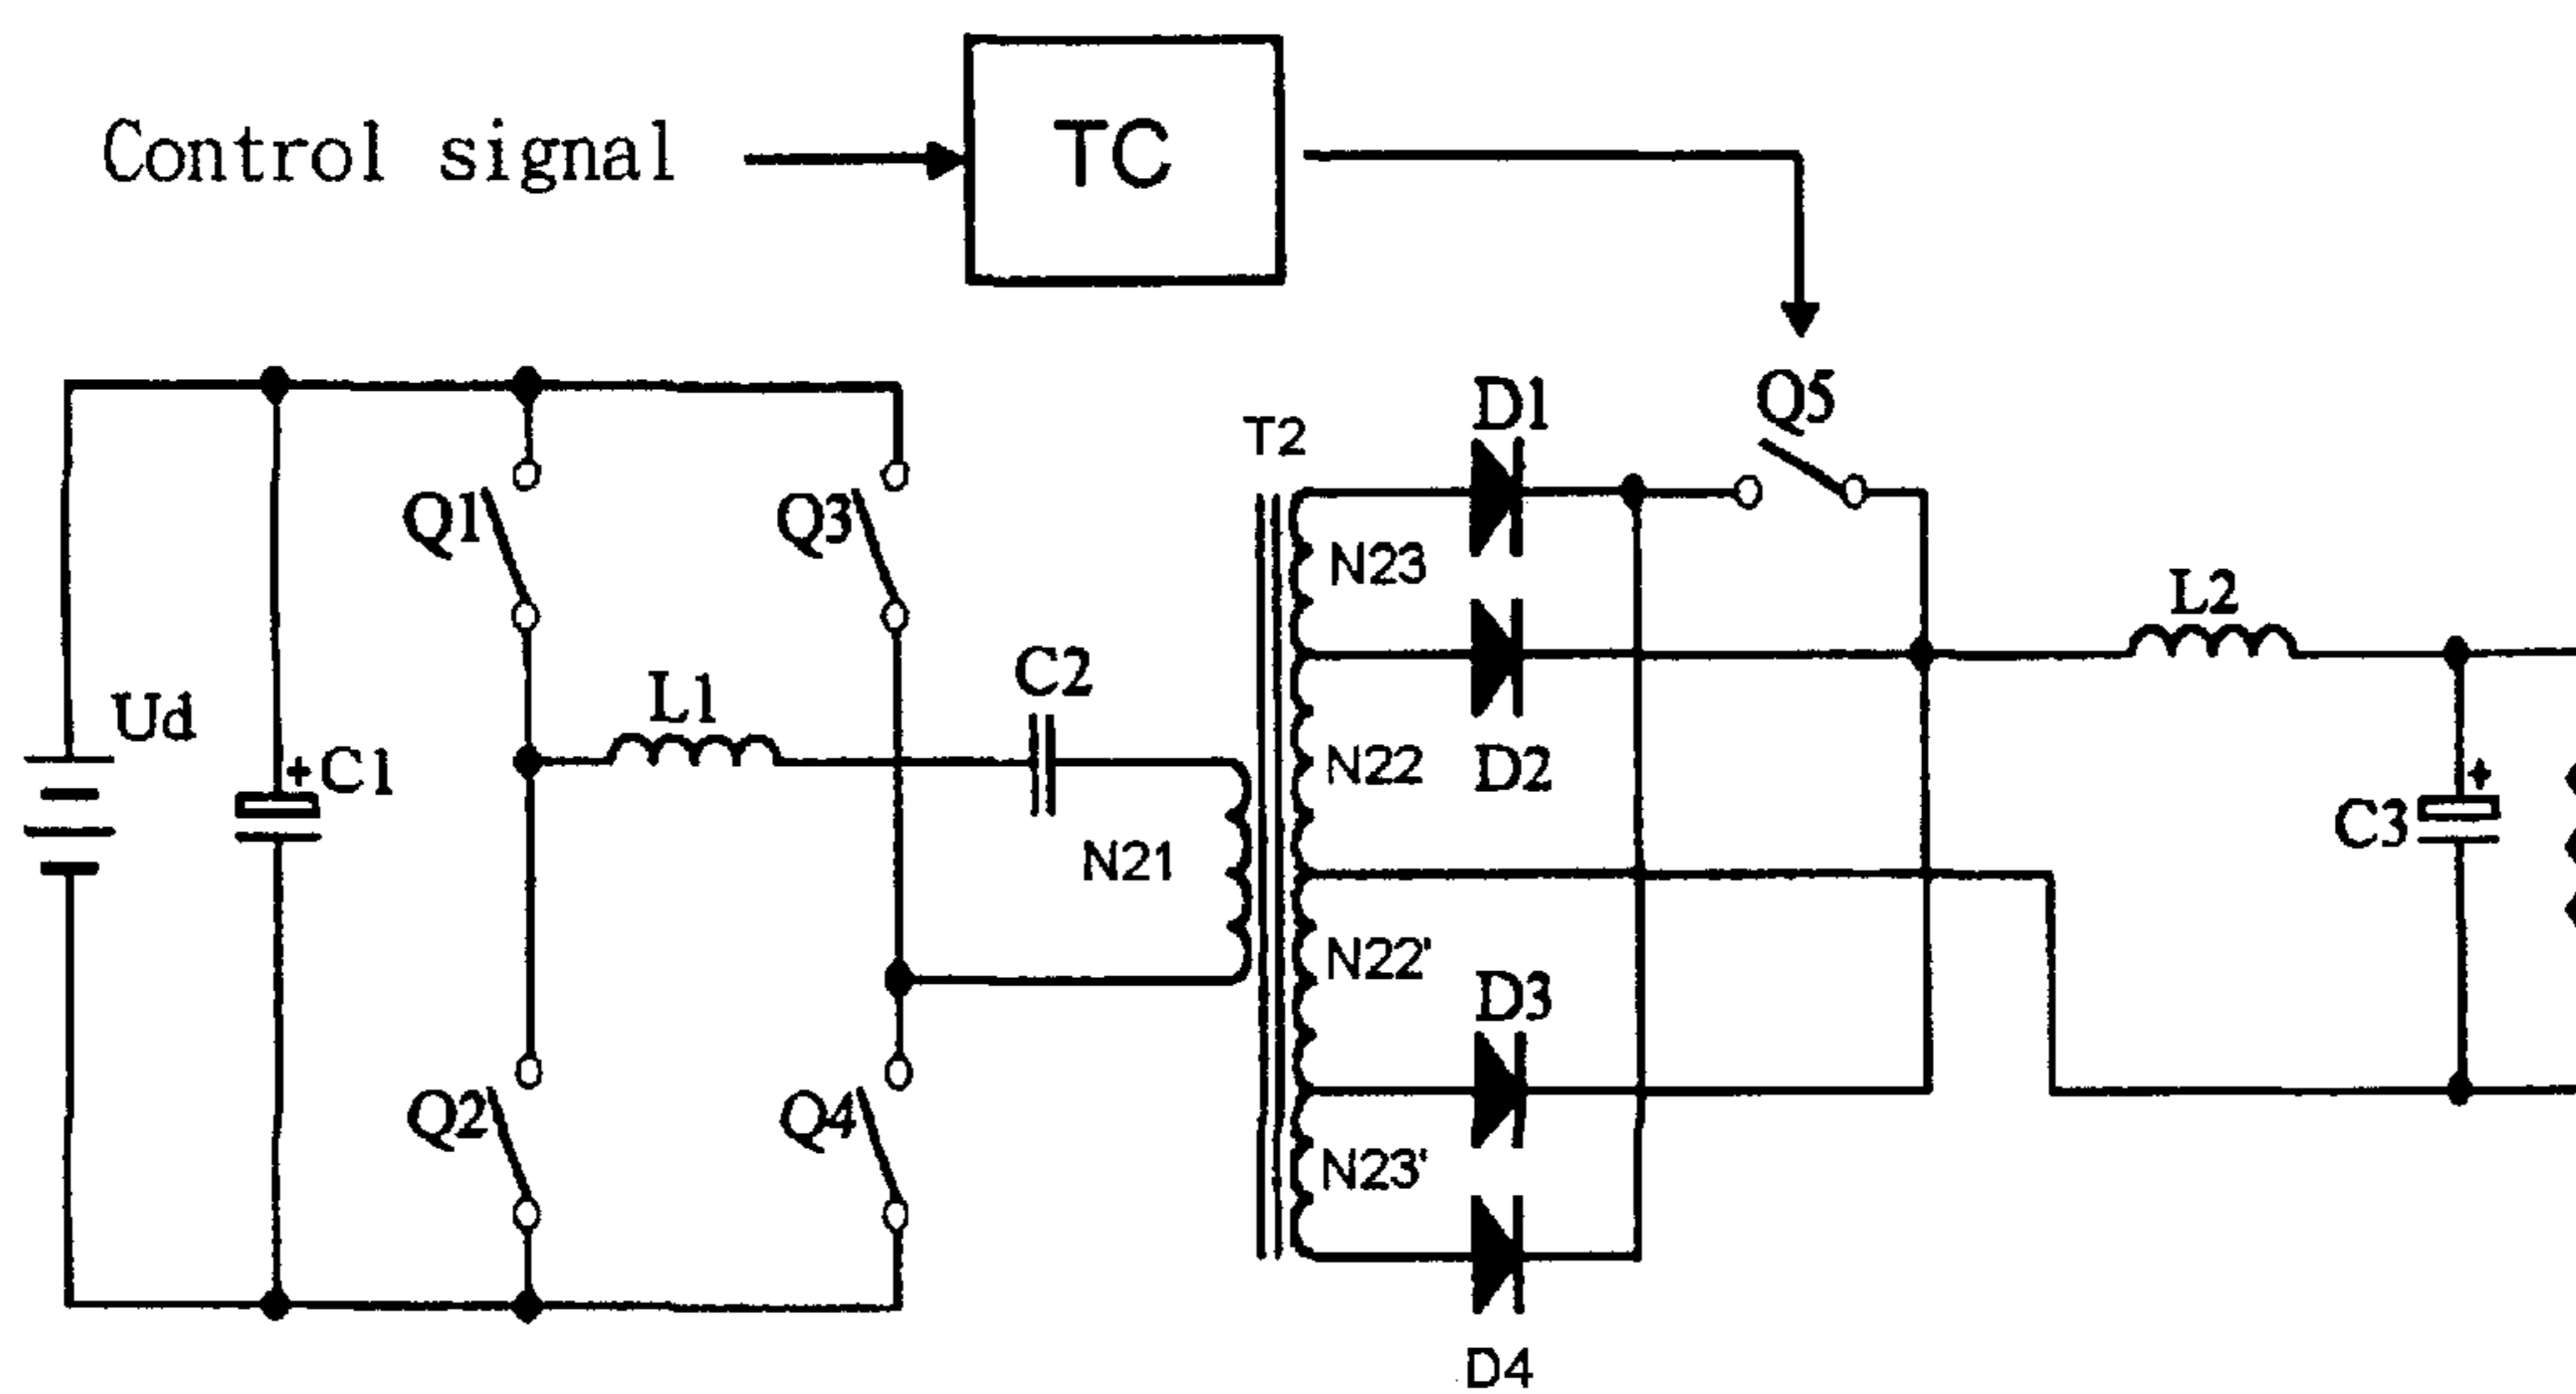 Control signal
TC
Q5
D1
T2
Q1
Q3
N23
L2
L1
C2
Ud
N22
D2
+
C1
+
C3
N21
N22'
D3
Q2
Q4
N23'
D4